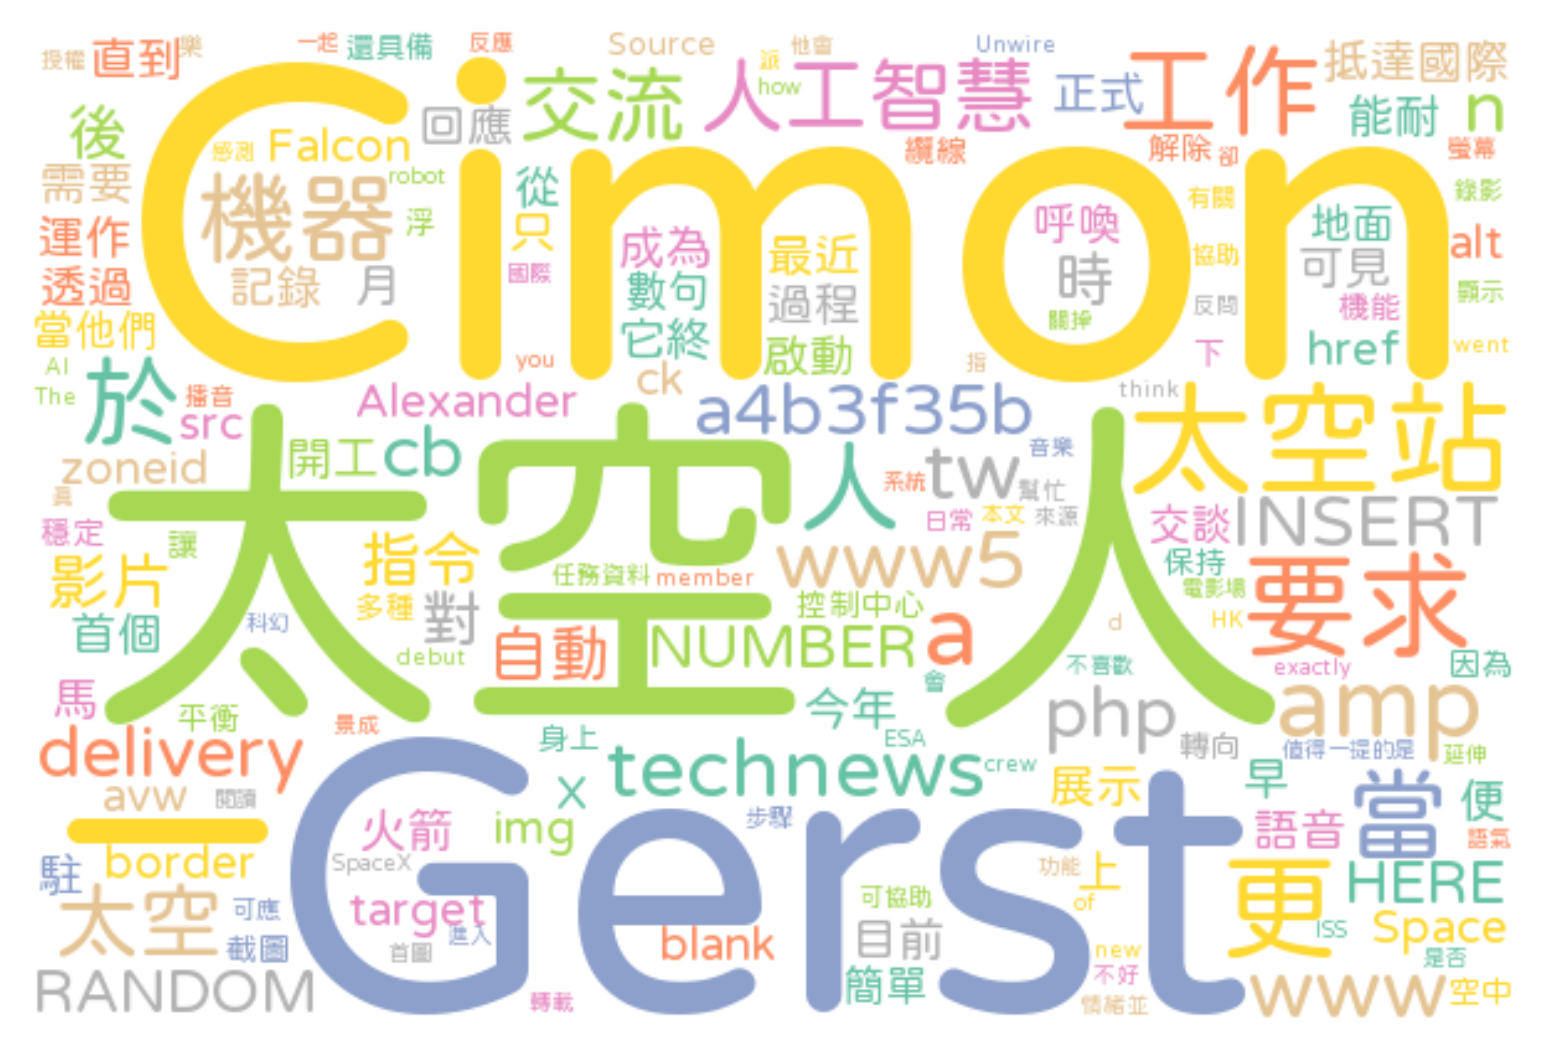 授權 直到 樂 一起 還具備 反應 Source 他會 Unwire 抵達國際
Cimon
交流 派 how 人工智慧 正式 工作
後 回應 能耐 n
感測 Falcon 纜線 解除 卻 螢幕
需要 機器 robot 從 有關 錄影
運作 浮 只 成為 最近 呼喚 地面 alt
透過 記錄 月 國際 數句 過程 時 協助 可見 顯示
當他們 它終 啟動 關掉 反問 機能
AI you ck 指 下 href went
The 於 播音 Alexander a4b3f35b think 太空站
src
太空人
zoneid 開工 cb 人 系統 tw 音樂 幫忙
真 日常 本文 來源 交談 INSERT
穩定 讓 指令 www5 保持 要求
影片 任務資料 member 電影場
首個 科幻 多種 對 自動 NUMBER 控制中心 a d HK
debut 不喜歡 exactly 因為
馬 平衡 會 今年 php amp
delivery 景成 身上 ESA 轉向 值得一提的是 延伸
avw 閱讀 x technews crew 展示 早 當 便
一 火箭 img 步驟 語音 語氣
Gerst
駐 border SpaceX 功能 上 更 HERE
太空 可應 target 可協助 of ISS Space
截圖 進入 首圖 blank 目前 new 是否
RANDOM 轉載 簡單 不好 情緒並 www 空中